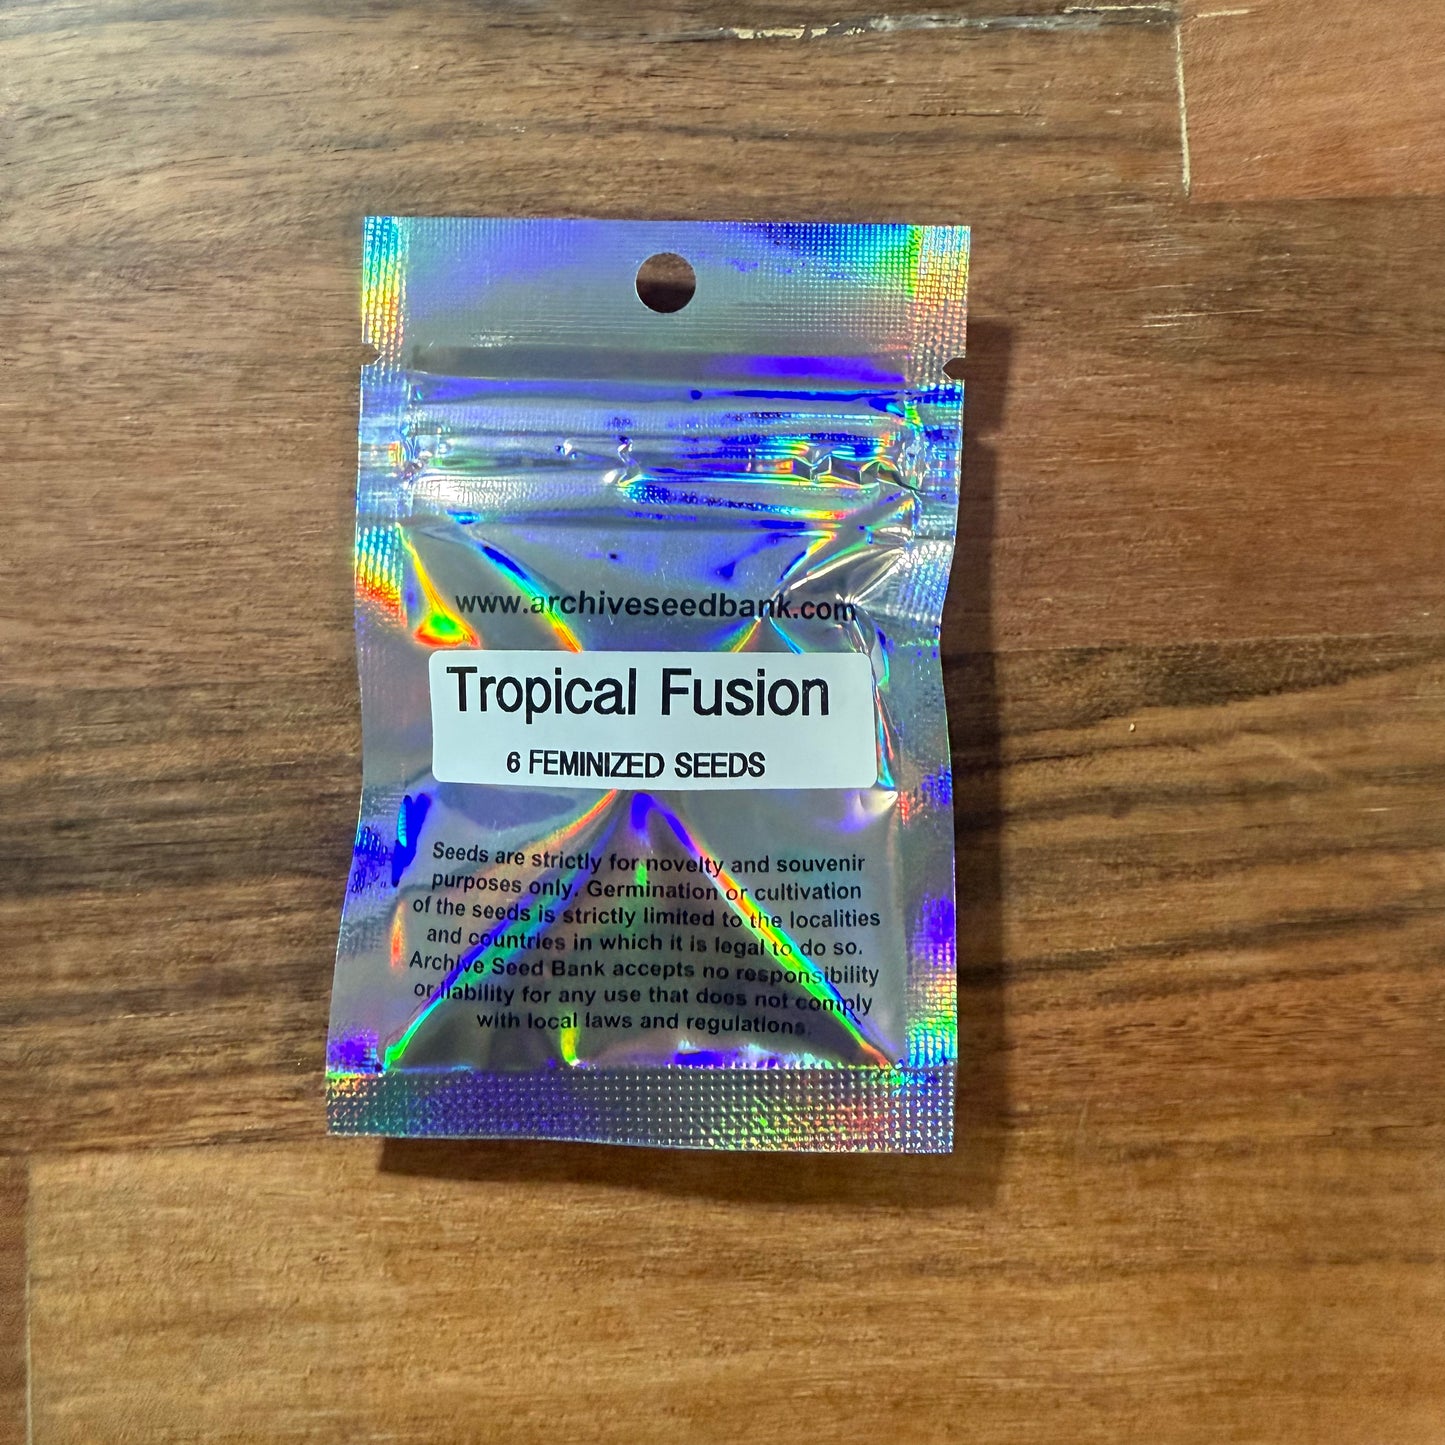 www.archiveseedbank.com
Tropical Fusion
6 FEMINIZED SEEDS
Seeds are strictly for novelty and souvenir
purposes only. Germination or cultivation
of the seeds is strictly limited to the localities
and countries in which it is legal to do so.
Archive Seed Bank accepts no responsibility
or liability for any use that does not comply
with local laws and regulations.